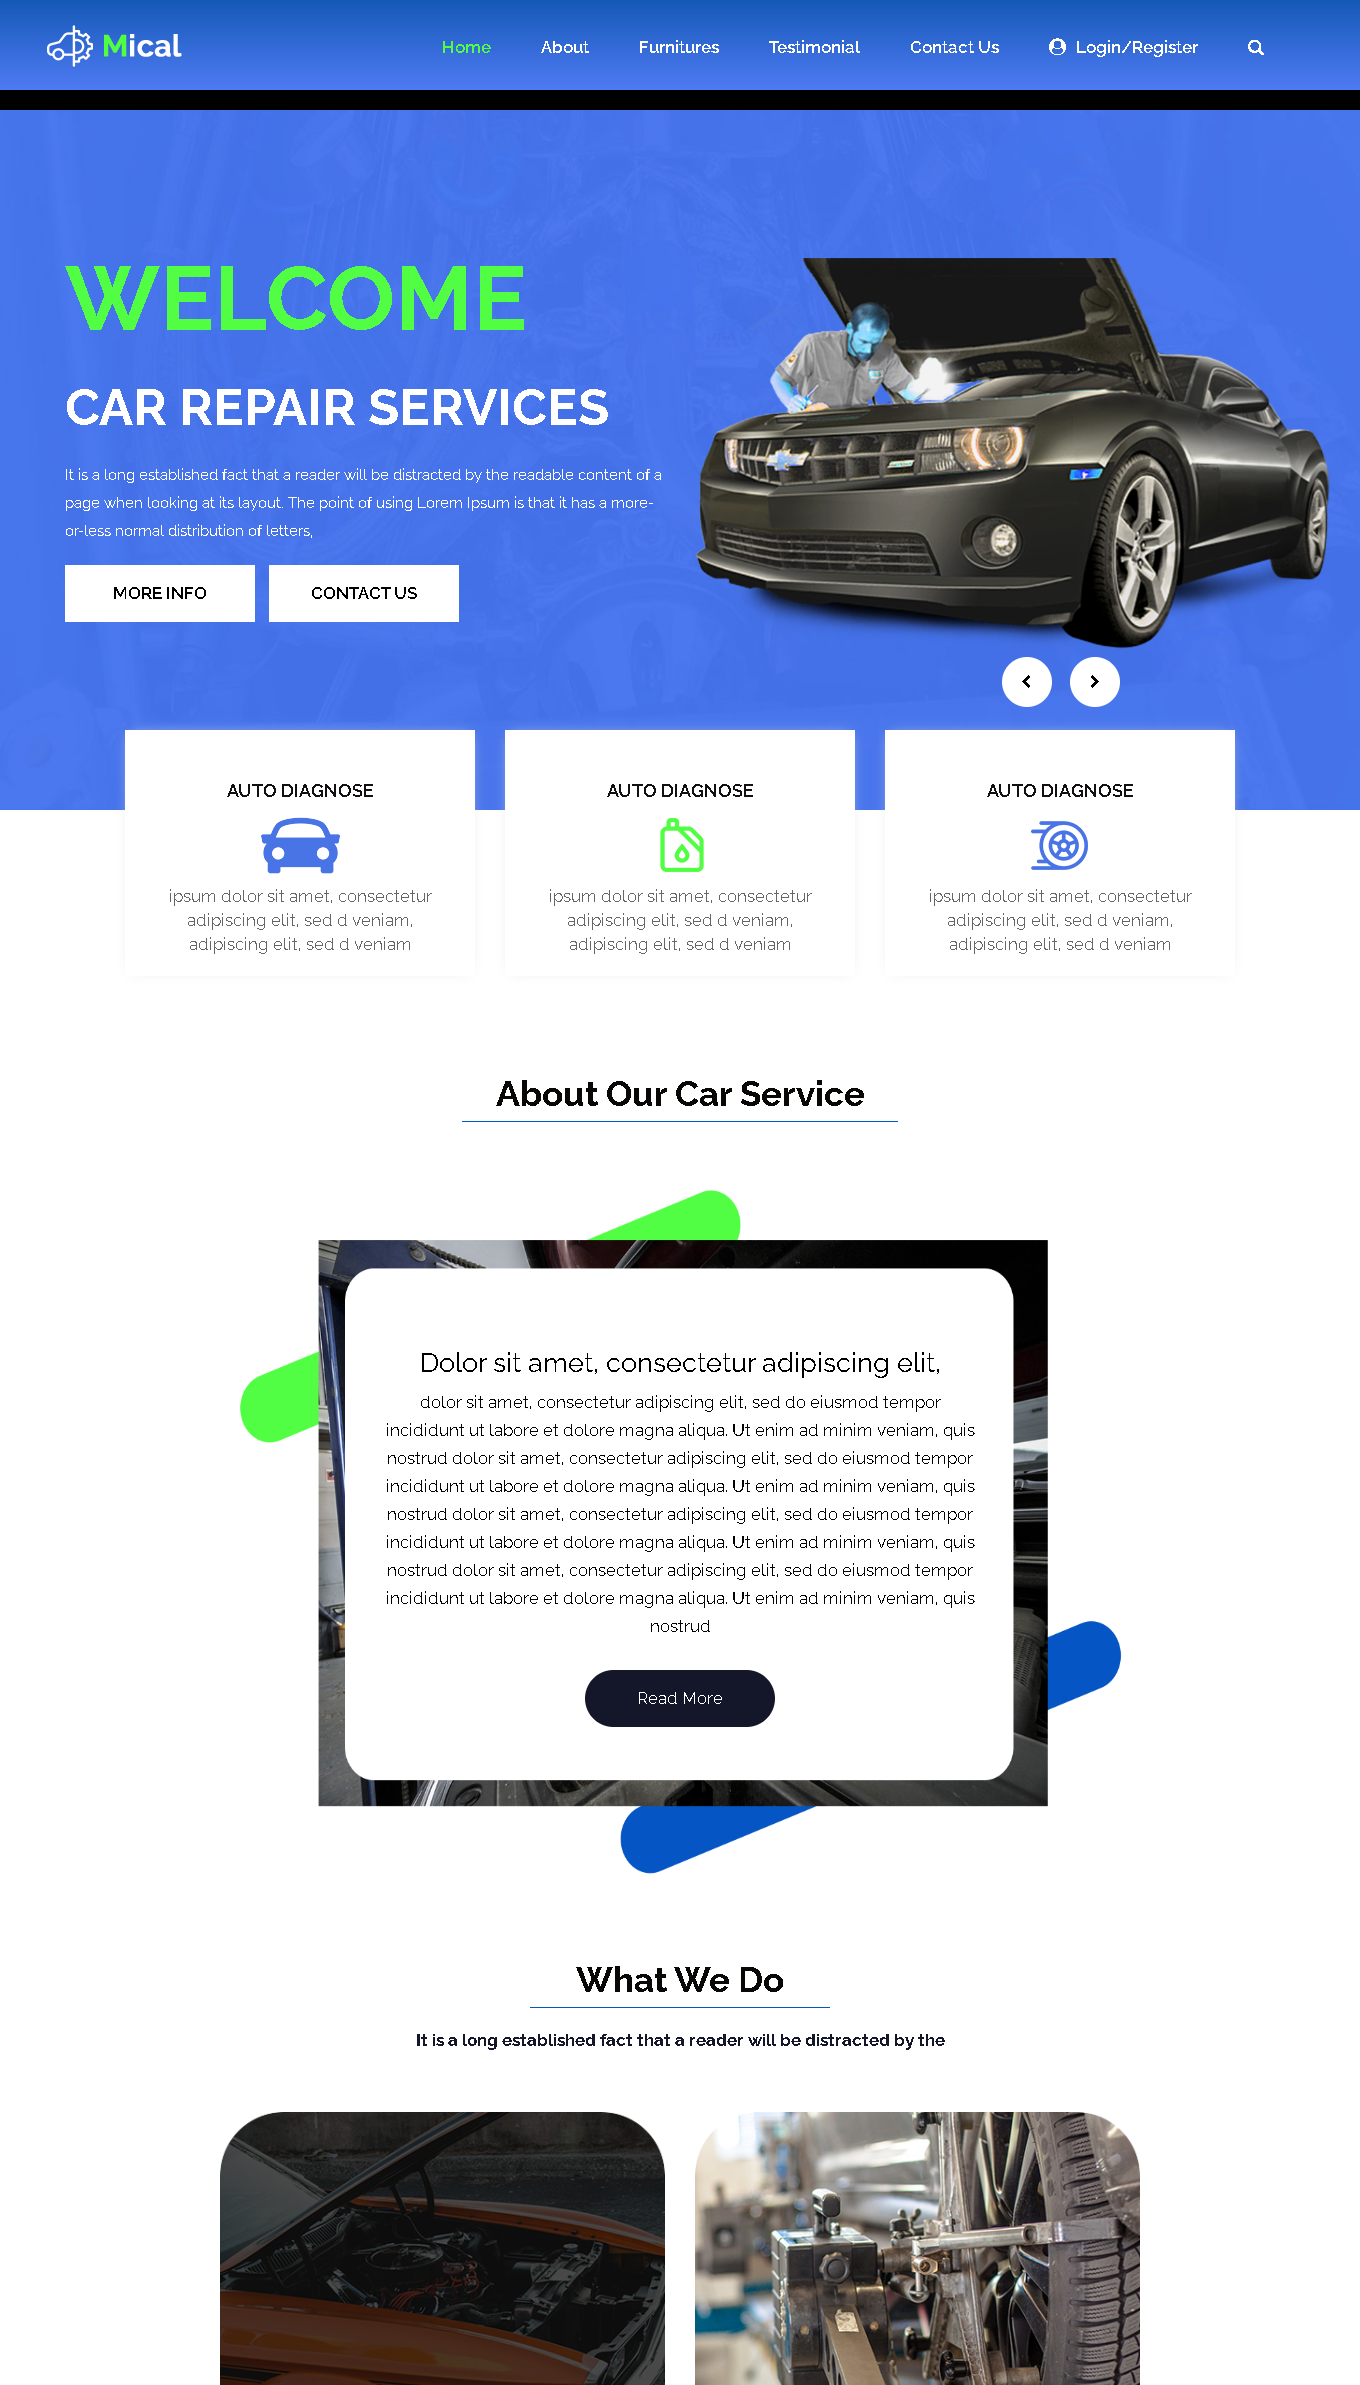 Mical
Home About Furnitures Testimonial Contact Us Login/Register
WELCOME
CAR REPAIR SERVICES
It is a long established fact that a reader will be distracted by the readable content of a
page when looking at its layout. The point of using Lorem Ipsum is that it has a more-
or-less normal distribution of letters,
MORE INFO CONTACT US
AUTO DIAGNOSE
ipsum dolor sit amet, consectetur
adipiscing elit, sed d veniam,
adipiscing elit, sed d veniam
AUTO DIAGNOSE
ipsum dolor sit amet, consectetur
adipiscing elit, sed d veniam,
adipiscing elit, sed d veniam
AUTO DIAGNOSE
ipsum dolor sit amet, consectetur
adipiscing elit, sed d veniam,
adipiscing elit, sed d veniam
About Our Car Service
Dolor sit amet, consectetur adipiscing elit,
dolor sit amet, consectetur adipiscing elit, sed do eiusmod tempor
incididunt ut labore et dolore magna aliqua. Ut enim ad minim veniam, quis
nostrud dolor sit amet, consectetur adipiscing elit, sed do eiusmod tempor
incididunt ut labore et dolore magna aliqua. Ut enim ad minim veniam, quis
nostrud dolor sit amet, consectetur adipiscing elit, sed do eiusmod tempor
incididunt ut labore et dolore magna aliqua. Ut enim ad minim veniam, quis
nostrud dolor sit amet, consectetur adipiscing elit, sed do eiusmod tempor
incididunt ut labore et dolore magna aliqua. Ut enim ad minim veniam, quis
nostrud
Read More
What We Do
It is a long established fact that a reader will be distracted by the